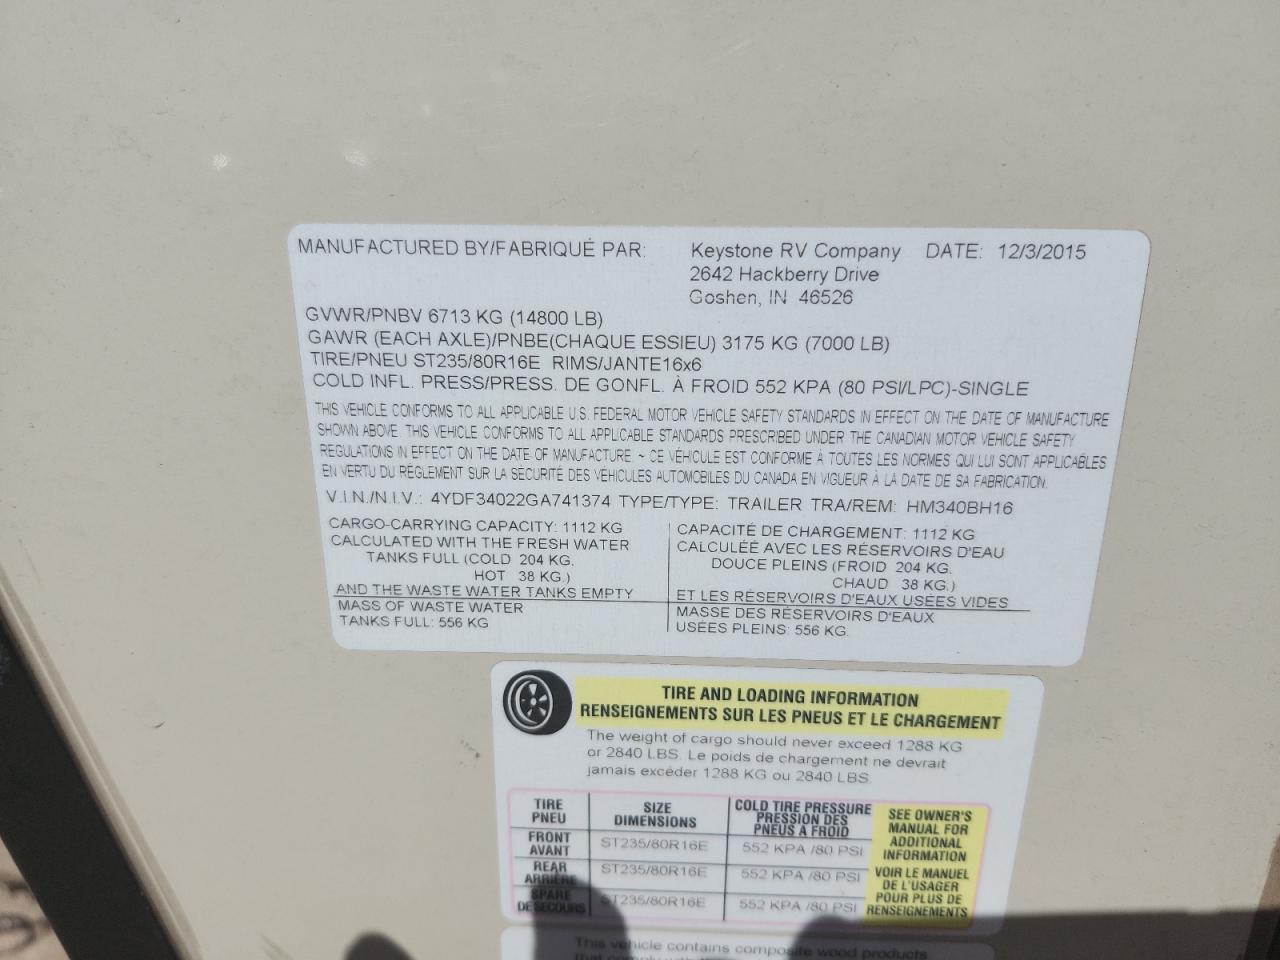 MANUFACTURED BY/FABRIQUÉ PAR: Keystone RV Company DATE: 12/3/2015
2642 Hackberry Drive
Goshen, IN 46526
GVWR/PNBV 6713 KG (14800 LB)
GAWR (EACH AXLE)/PNBE(CHAQUE ESSIEU) 3175 KG (7000 LB)
TIRE/PNEU ST235/80R16E RIMS/JANTE16x6
COLD INFL. PRESS/PRESS. DE GONFL. À FROID 552 KPA (80 PSI/LPC)-SINGLE
THIS VEHICLE CONFORMS TO ALL APPLICABLE U.S. FEDERAL MOTOR VEHICLE SAFETY STANDARDS IN EFFECT ON THE DATE OF MANUFACTURE
SHOWN ABOVE. THIS VEHICLE CONFORMS TO ALL APPLICABLE STANDARDS PRESCRIBED UNDER THE CANADIAN MOTOR VEHICLE SAFETY
REGULATIONS IN EFFECT ON THE DATE OF MANUFACTURE. ~ CE VÉHICULE EST CONFORME À TOUTES LES NORMES QUI LUI SONT APPLICABLES
EN VERTU DU RÈGLEMENT SUR LA SÉCURITÉ DES VÉHICULES AUTOMOBILES DU CANADA EN VIGUEUR À LA DATE DE SA FABRICATION.
V.I.N./N.I.V.: 4YDF34022GA741374 TYPE/TYPE: TRAILER TRA/REM: HM340BH16
CARGO-CARRYING CAPACITY: 1112 KG
CALCULATED WITH THE FRESH WATER
TANKS FULL (COLD 204 KG.
HOT 38 KG.)
AND THE WASTE WATER TANKS EMPTY
MASS OF WASTE WATER
TANKS FULL: 556 KG
CAPACITÉ DE CHARGEMENT: 1112 KG
CALCULÉE AVEC LES RÉSERVOIRS D'EAU
DOUCE PLEINS (FROID 204 KG.
CHAUD 38 KG.)
ET LES RÉSERVOIRS D'EAUX USÉES VIDES
MASSE DES RÉSERVOIRS D'EAUX
USÉES PLEINS: 556 KG.
TIRE AND LOADING INFORMATION
RENSEIGNEMENTS SUR LES PNEUS ET LE CHARGEMENT
The weight of cargo should never exceed 1288 KG
or 2840 LBS. Le poids de chargement ne devrait
jamais excéder 1288 KG ou 2840 LBS.
TIRE
PNEU
SIZE
DIMENSIONS
COLD TIRE PRESSURE
PRESSION DES
PNEUS A FROID
FRONT
AVANT
ST235/80R16E 552 KPA /80 PSI
REAR
ARRIÈRE
ST235/80R16E 552 KPA /80 PSI
SPARE
DE SECOURS
ST235/80R16E 552 KPA /80 PSI
SEE OWNER'S
MANUAL FOR
ADDITIONAL
INFORMATION
VOIR LE MANUEL
DE L'USAGER
POUR PLUS DE
RENSEIGNEMENTS
This vehicle contains composite wood products